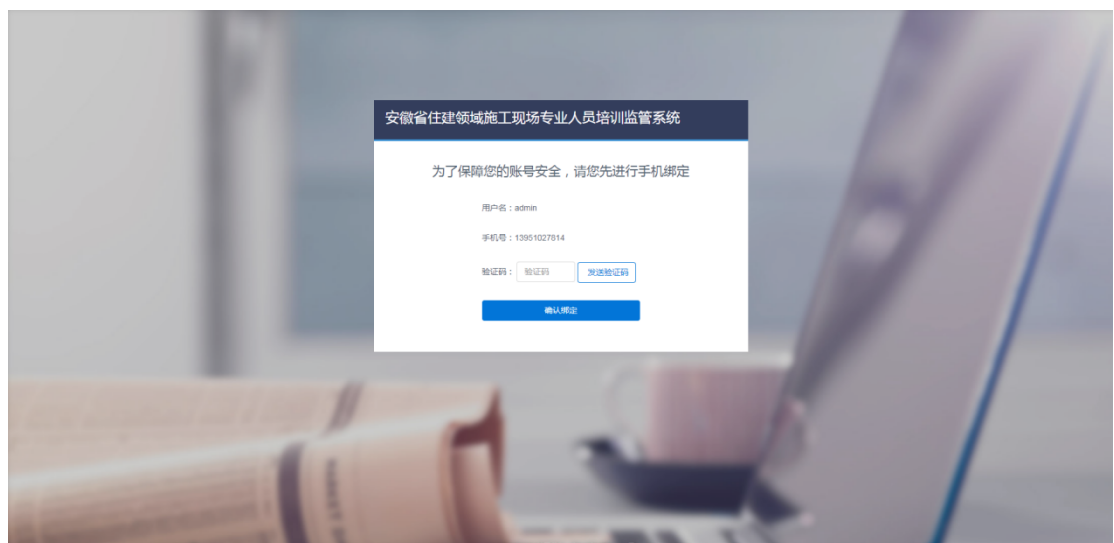 安徽省住建领域施工现场专业人员培训监管系统
为了保障您的账号安全，请您先进行手机绑定
用户名：admin
手机号：13951027814
验证码： 验证码 发送验证码
确认绑定